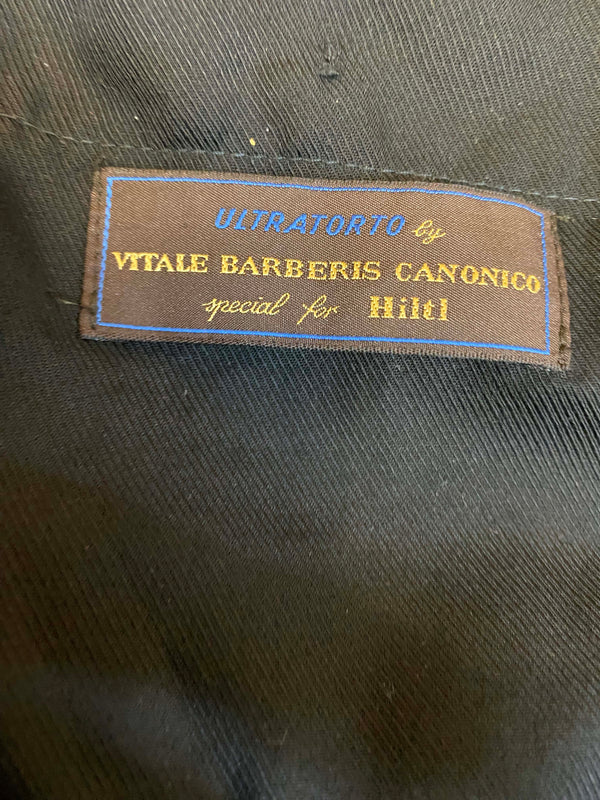 ULTRATORTO by
VITALE BARBERIS CANONICO
special for Hiltl